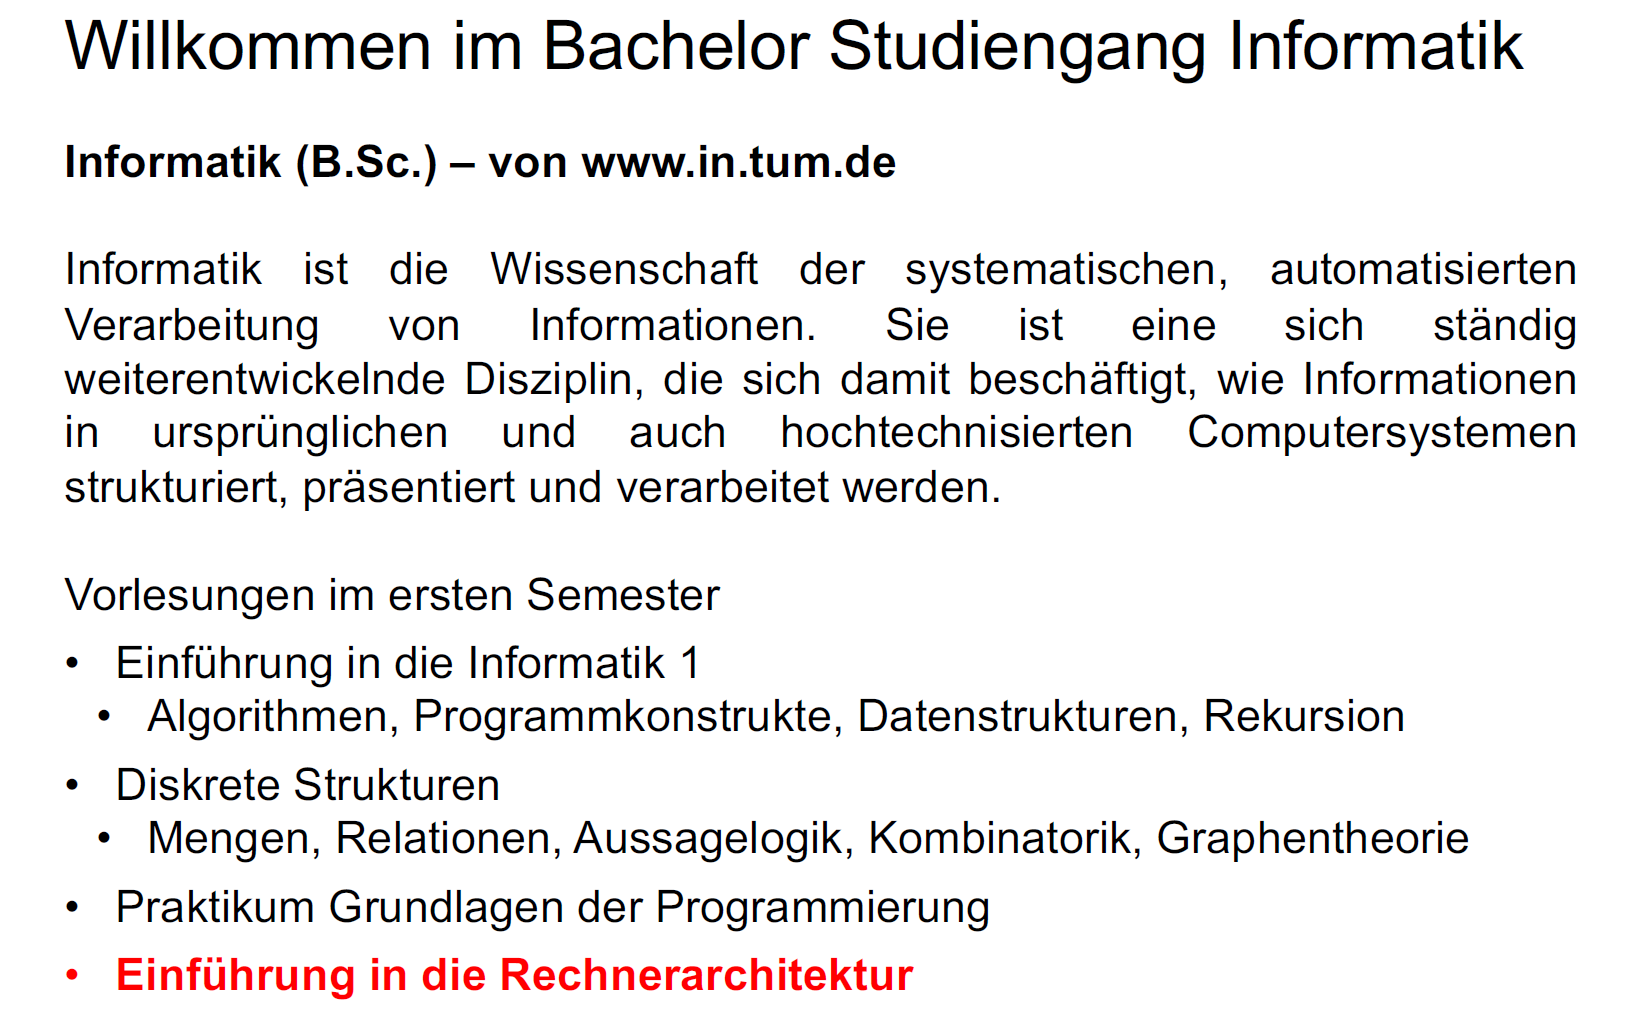 Willkommen im Bachelor Studiengang Informatik
Informatik (B.Sc.) – von www.in.tum.de
Informatik ist die Wissenschaft der systematischen, automatisierten
Verarbeitung von Informationen. Sie ist eine sich ständig
weiterentwickelnde Disziplin, die sich damit beschäftigt, wie Informationen
in ursprünglichen und auch hochtechnisierten Computersystemen
strukturiert, präsentiert und verarbeitet werden.
Vorlesungen im ersten Semester
• Einführung in die Informatik 1
• Algorithmen, Programmkonstrukte, Datenstrukturen, Rekursion
• Diskrete Strukturen
• Mengen, Relationen, Aussagelogik, Kombinatorik, Graphentheorie
• Praktikum Grundlagen der Programmierung
• Einführung in die Rechnerarchitektur